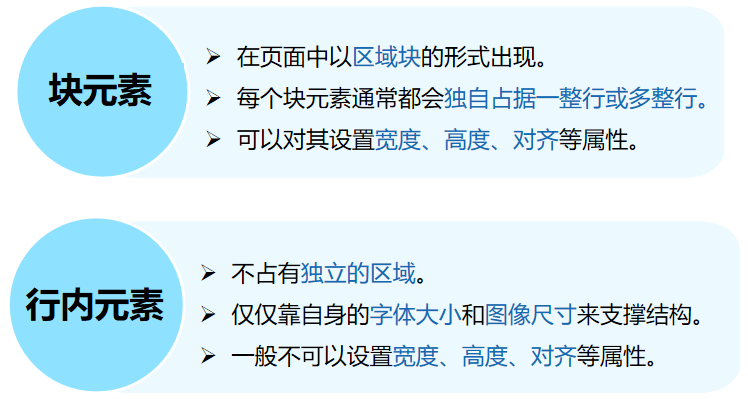 块元素
➢ 在页面中以区域块的形式出现。
➢ 每个块元素通常都会独自占据一整行或多整行。
➢ 可以对其设置宽度、高度、对齐等属性。
行内元素
➢ 不占有独立的区域。
➢ 仅仅靠自身的字体大小和图像尺寸来支撑结构。
➢ 一般不可以设置宽度、高度、对齐等属性。